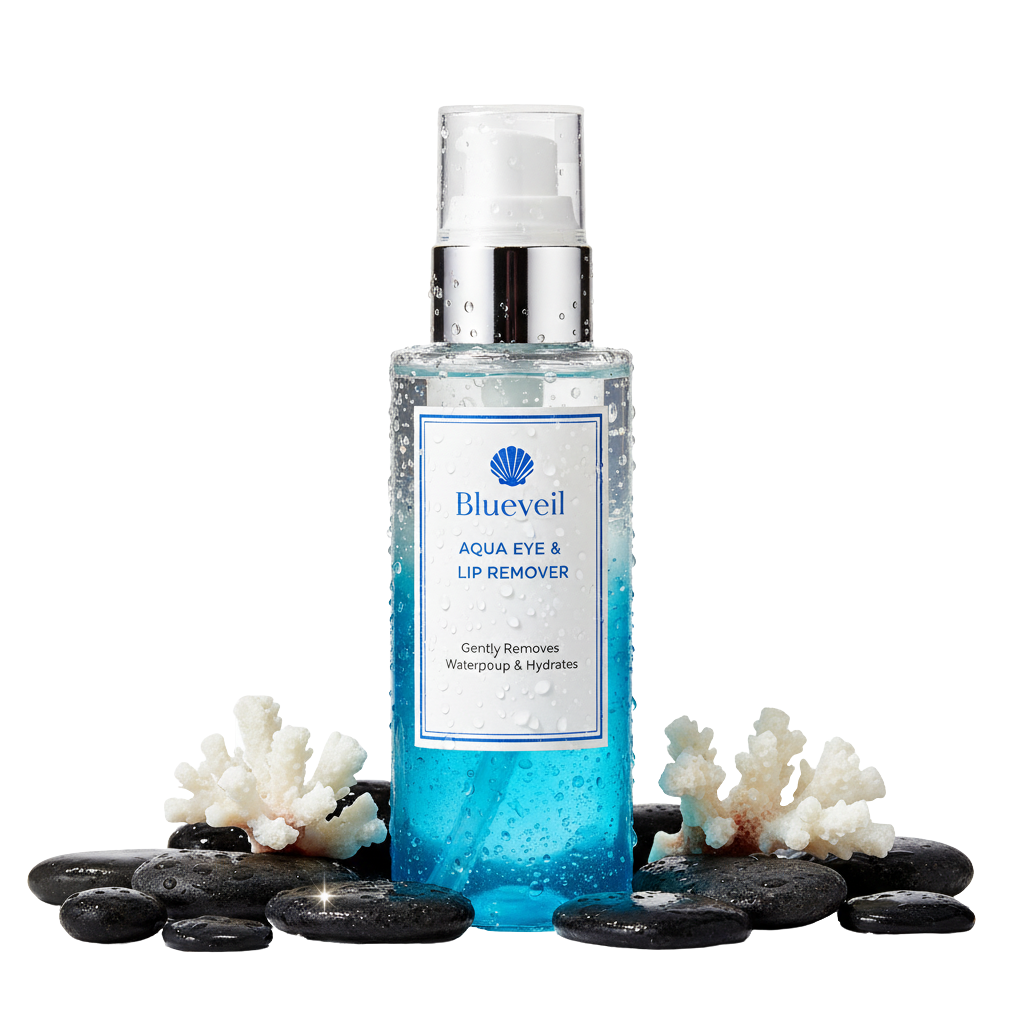 Blueveil
AQUA EYE &
LIP REMOVER
Gently Removes
Waterpoup & Hydrates